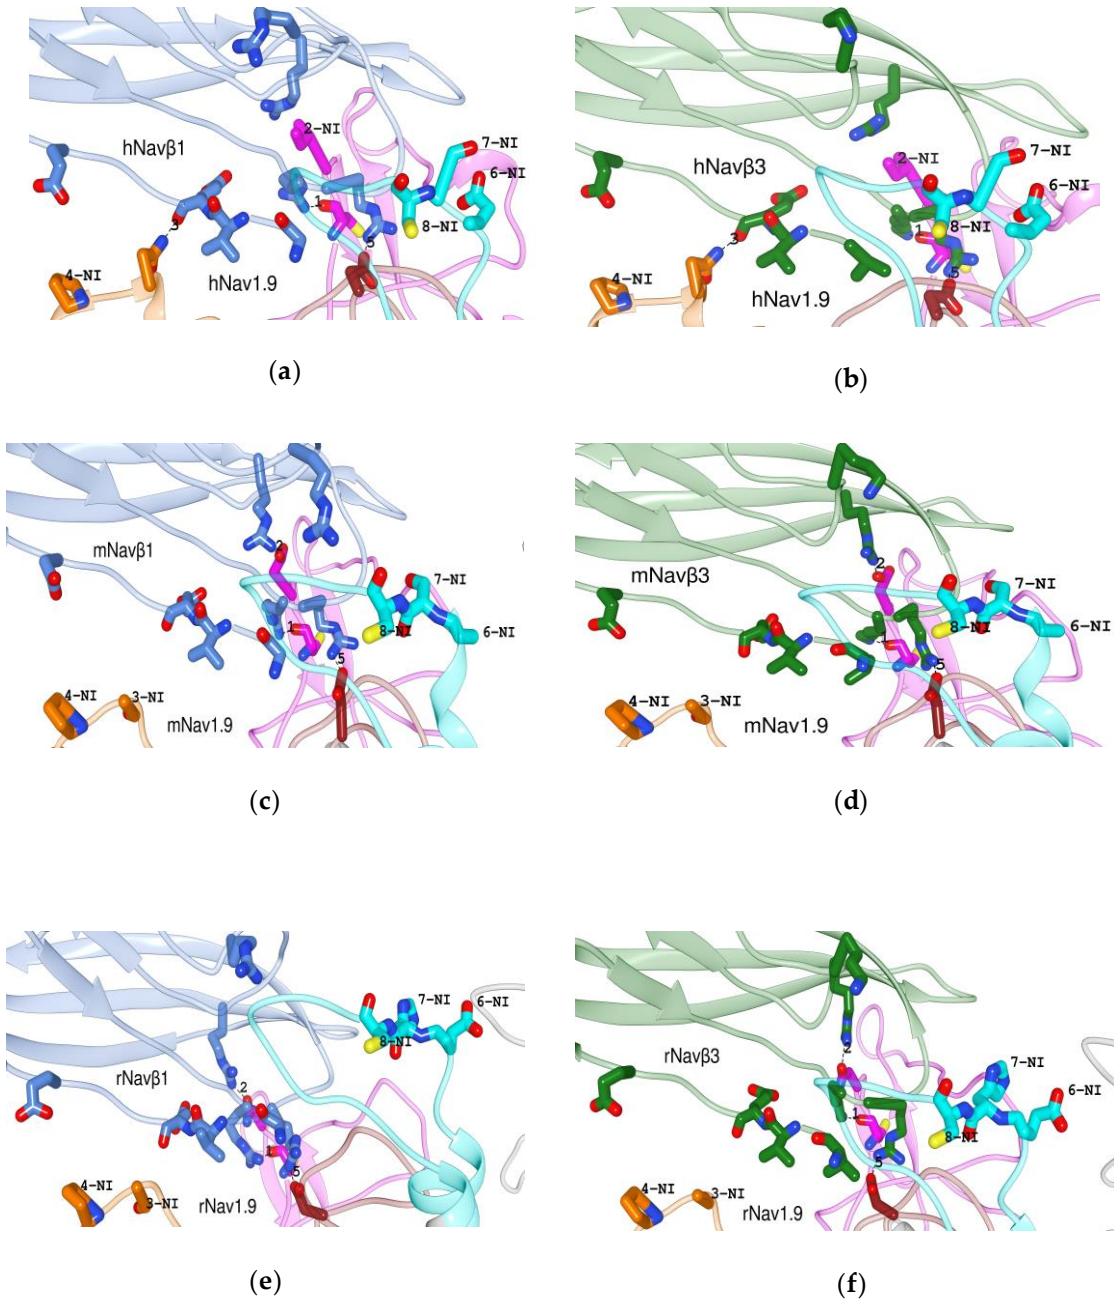 2-NI
7-NI
hNavβ1
6-NI
1
3
8-NI
5
4-NI
hNav1.9
(a)
7-NI
2-NI
hNavβ3
6-NI
8-NI
1
3
4-NI
5
hNav1.9
(b)
2
mNavβ1
7-NI
1
8-NI
6-NI
5
4-NI
3-NI
mNav1.9
(c)
2
mNavβ3
7-NI
1
8-NI
6-NI
5
4-NI
3-NI
mNav1.9
(d)
7-NI
6-NI
8-NI
rNavβ1
2
1
5
4-NI
3-NI
rNav1.9
(e)
2
rNavβ3
7-NI
6-NI
1
8-NI
5
4-NI
3-NI
rNav1.9
(f)